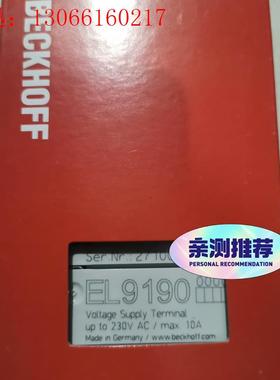 : 13066160217
BECKHOFF
Ser.Nr.: 27100
EL9190
Voltage Supply Terminal
up to 230V AC / max. 10A
Made in Germany / www.beckhoff.com
亲测推荐
PERSONAL RECOMMENDATION